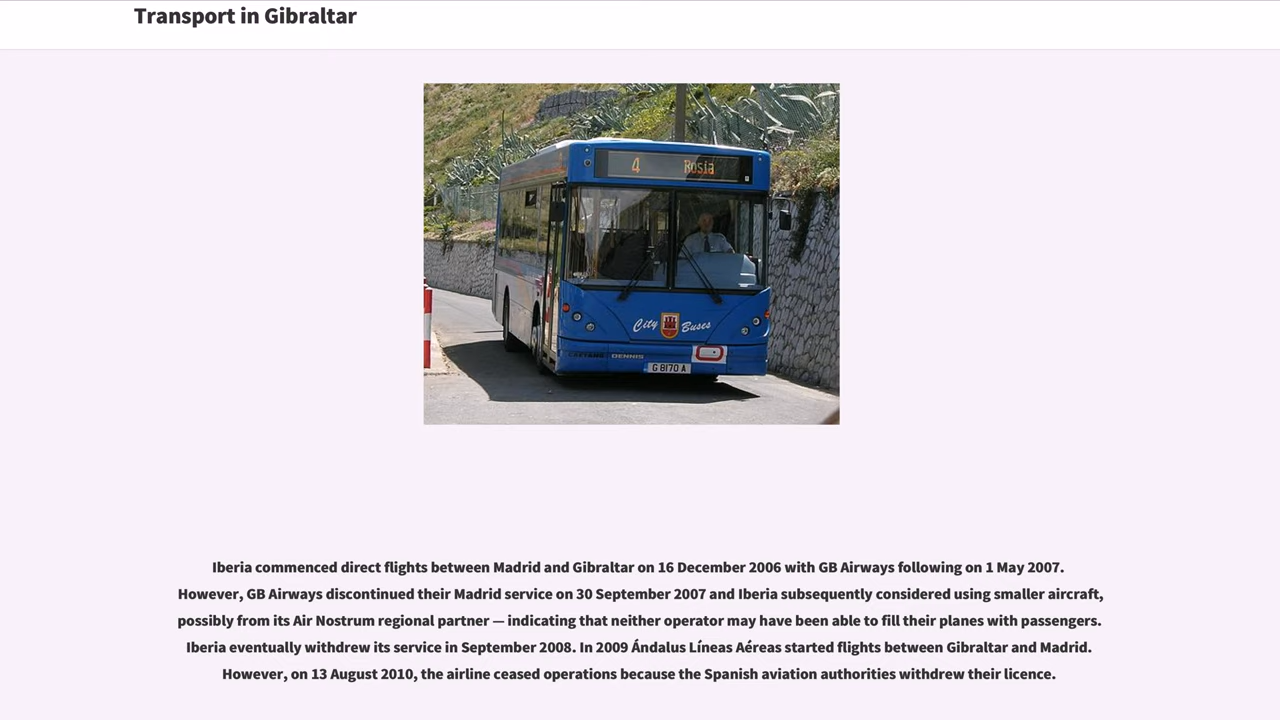 Transport in Gibraltar
4 Rosia
City Buses
DENNIS
G 8170 A
Iberia commenced direct flights between Madrid and Gibraltar on 16 December 2006 with GB Airways following on 1 May 2007.
However, GB Airways discontinued their Madrid service on 30 September 2007 and Iberia subsequently considered using smaller aircraft,
possibly from its Air Nostrum regional partner — indicating that neither operator may have been able to fill their planes with passengers.
Iberia eventually withdrew its service in September 2008. In 2009 Ándalus Líneas Aéreas started flights between Gibraltar and Madrid.
However, on 13 August 2010, the airline ceased operations because the Spanish aviation authorities withdrew their licence.